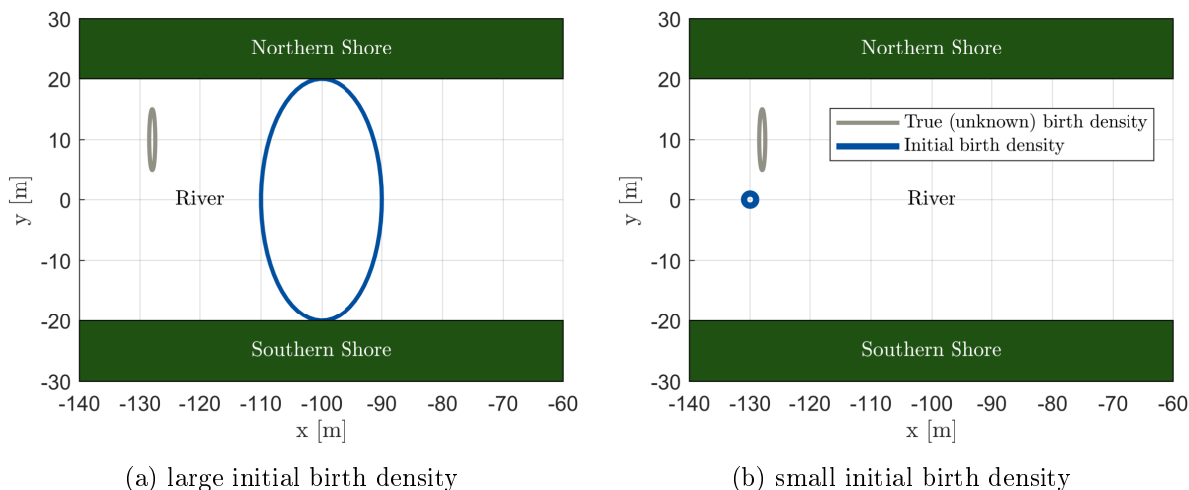 30
20
10
0
-10
-20
-30
y [m]
Northern Shore
River
Southern Shore
-140 -130 -120 -110 -100 -90 -80 -70 -60
x [m]
(a) large initial birth density
30
20
10
0
-10
-20
-30
y [m]
Northern Shore
True (unknown) birth density
Initial birth density
River
Southern Shore
-140 -130 -120 -110 -100 -90 -80 -70 -60
x [m]
(b) small initial birth density